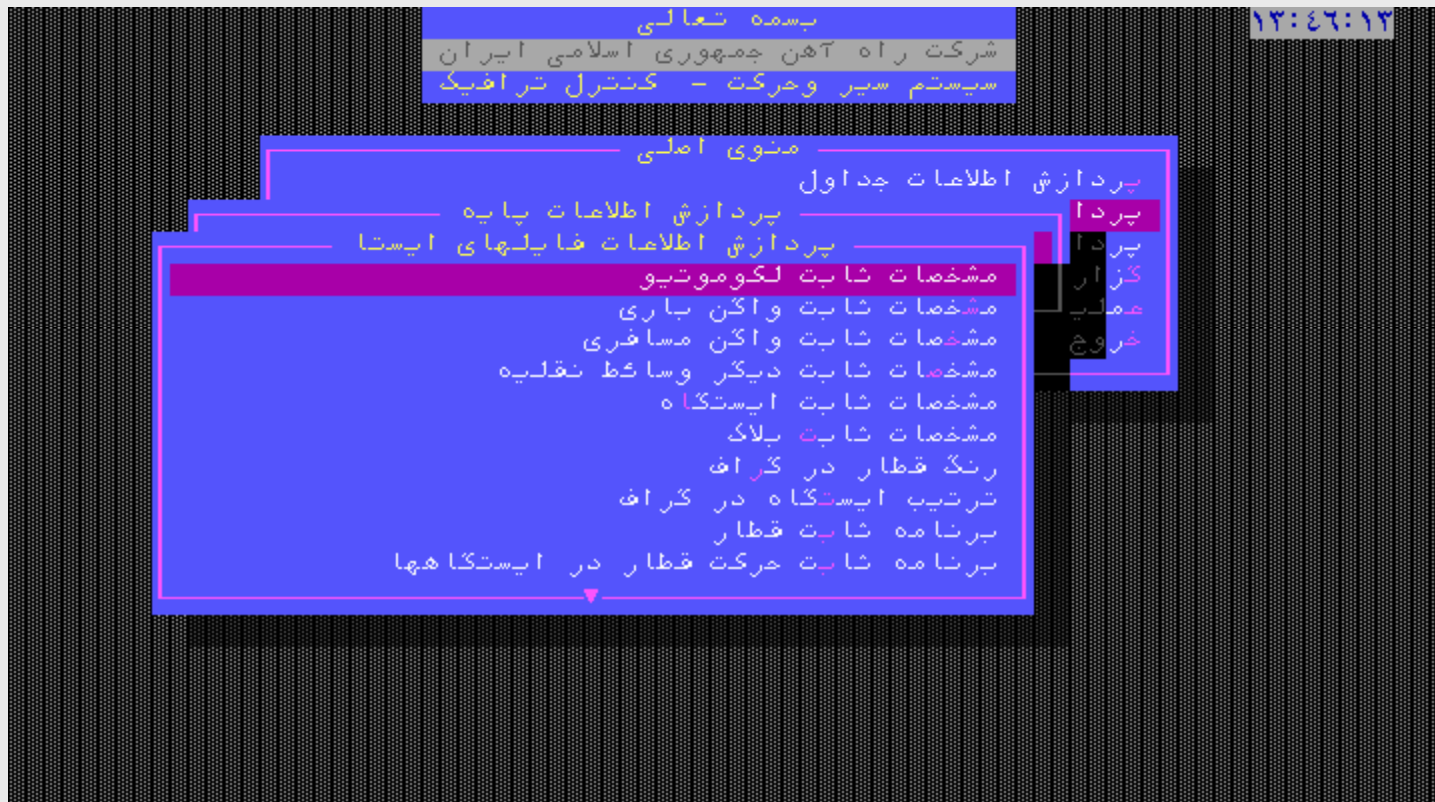 بسمه تعالی
۱۳:٤٦:۱۳
شرکت راه آهن جمهوری اسلامی ایران
سیستم سیر وحرکت - کنترل ترافیک
منوی اصلی
پردازش اطلاعات جداول
پردا
پردازش اطلاعات پایه
پردا
پردازش اطلاعات فایلهای ایستا
گزار
مشخصات ثابت لکوموتیو
عملیـ
مشخصات ثابت واگن باری
خروج
مشخصات ثابت واگن مسافری
مشخصات ثابت دیگر وسائط نقلیه
مشخصات ثابت ایستگاه
مشخصات ثابت بلاک
رنگ قطار در گراف
ترتیب ایستگاه در گراف
برنامه ثابت قطار
برنامه ثابت حرکت قطار در ایستگاهها